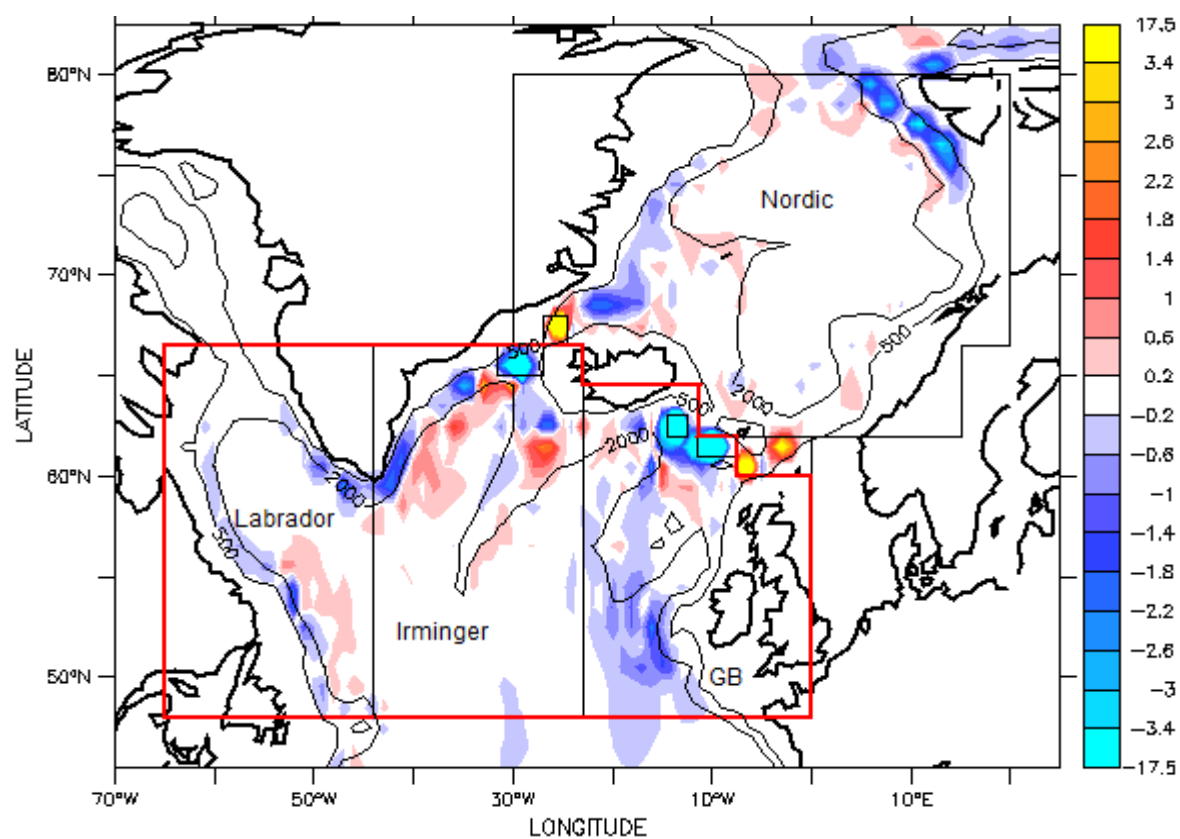 17.5
3.4
3
2.6
2.2
1.8
1.4
1
0.6
0.2
−0.2
−0.6
−1
−1.4
−1.8
−2.2
−2.6
−3
−3.4
−17.5
80°N
70°N
60°N
50°N
LATITUDE
Nordic
500
500
500
2000
2000
2000
500
Labrador
Irminger
GB
70°W
50°W
30°W
10°W
10°E
LONGITUDE